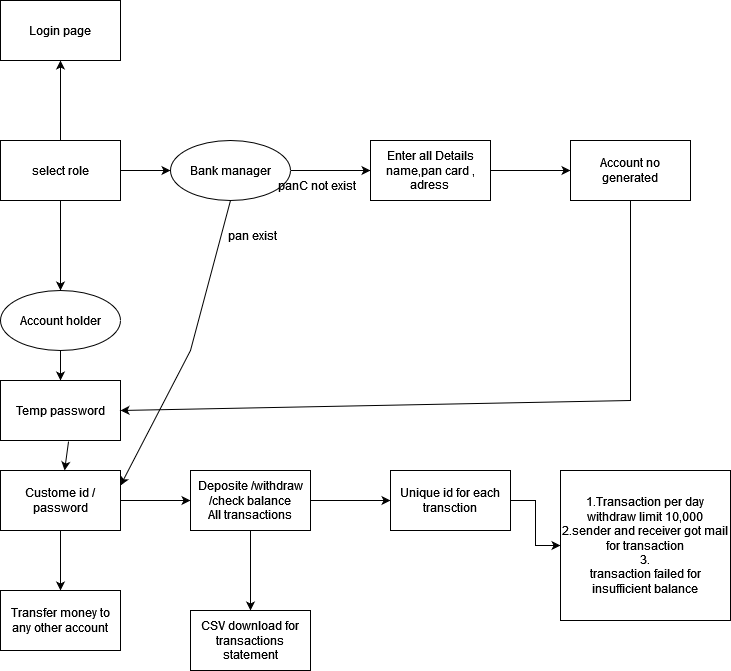 Login page
select role
Bank manager
Enter all Details
name,pan card ,
adress
Account no
generated
panC not exist
pan exist
Account holder
Temp password
Custome id /
password
Deposite /withdraw
/check balance
All transactions
Unique id for each
transction
1.Transaction per day
withdraw limit 10,000
2.sender and receiver got mail
for transaction
3.
transaction failed for
insufficient balance
Transfer money to
any other account
CSV download for
transactions
statement